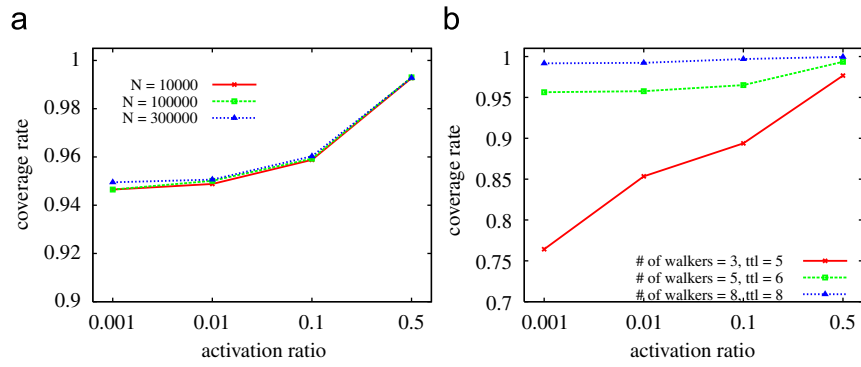 a
coverage rate
1
0.98
0.96
0.94
0.92
0.9
N = 10000
N = 100000
N = 300000
0.001 0.01 0.1 0.5
activation ratio
b
coverage rate
1
0.95
0.9
0.85
0.8
0.75
0.7
# of walkers = 3, ttl = 5
# of walkers = 5, ttl = 6
# of walkers = 8, ttl = 8
0.001 0.01 0.1 0.5
activation ratio